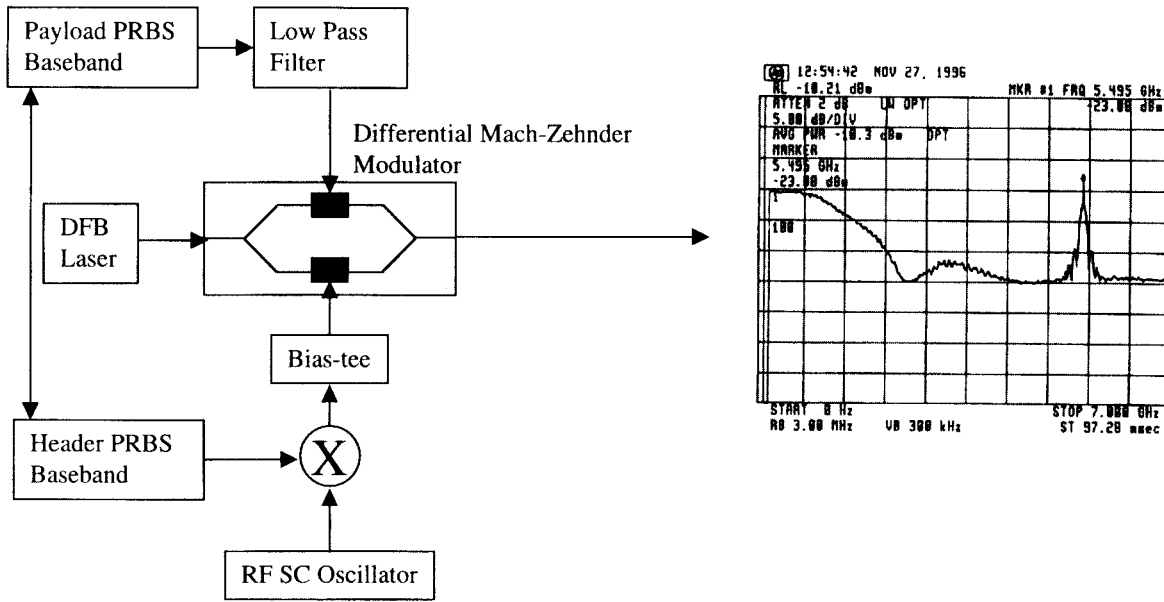 Payload PRBS
Baseband
Low Pass
Filter
Differential Mach-Zehnder
Modulator
DFB
Laser
Bias-tee
Header PRBS
Baseband
X
RF SC Oscillator
12:54:42 NOV 27, 1996
RL -10.21 dBm
MKR #1 FRQ 5.495 GHz
ATTEN 2 dB LW OPT
-23.00 dBm
5.00 dB/DIV
AVG PWR -10.3 dBm OPT
MARKER
5.495 GHz
-23.00 dBm
1
100
START 0 Hz
STOP 7.000 GHz
RB 3.00 MHz VB 300 kHz
ST 97.20 msec